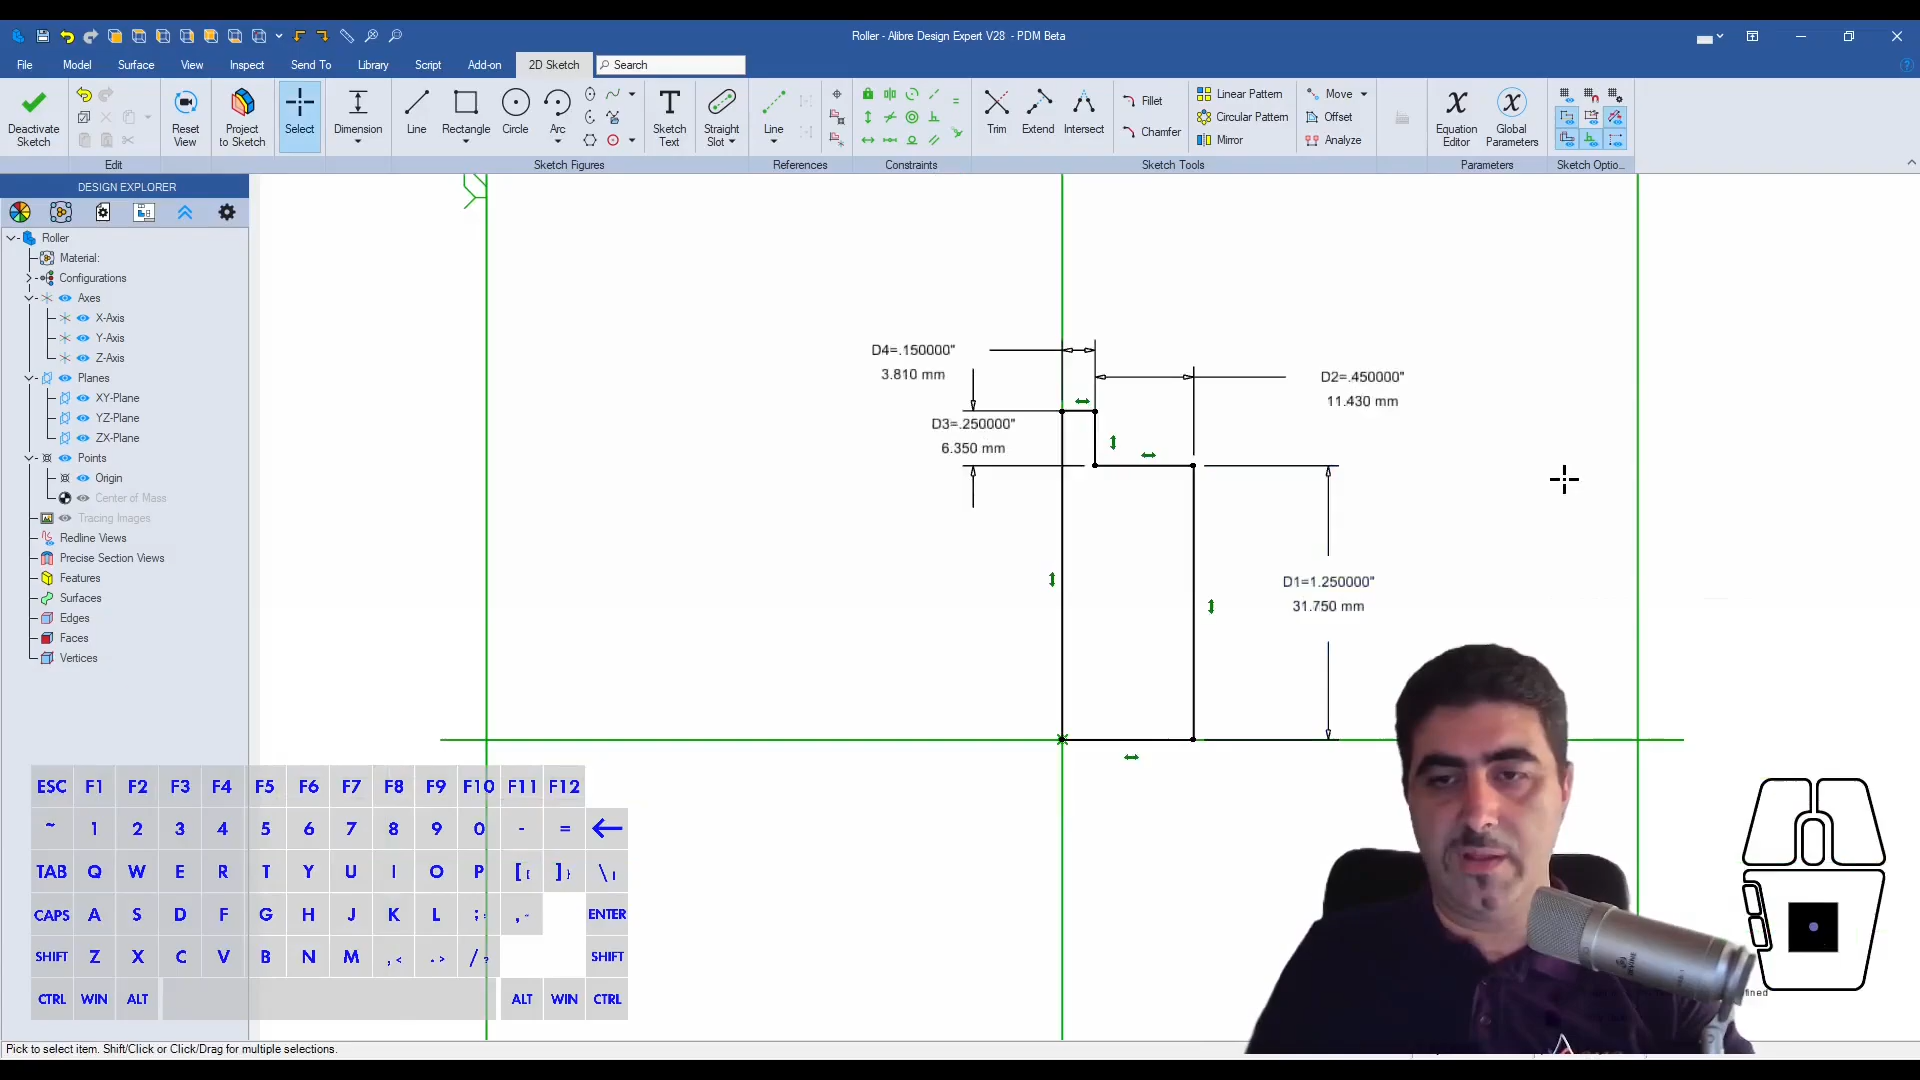 Roller - Alibre Design Expert V28 - PDM Beta
File Model Surface View Inspect Send To Library Script Add-on 2D Sketch Search
Deactivate Sketch
Reset View
Project to Sketch
Select
Dimension
Line
Rectangle
Circle
Arc
Sketch Text
Straight Slot
Line
Trim
Extend
Intersect
Fillet
Chamfer
Linear Pattern
Circular Pattern
Mirror
Move
Offset
Analyze
Equation Editor
Global Parameters
Edit Sketch Figures References Constraints Sketch Tools Parameters Sketch Optio...
DESIGN EXPLORER
Roller
Material:
Configurations
Axes
X-Axis
Y-Axis
Z-Axis
Planes
XY-Plane
YZ-Plane
ZX-Plane
Points
Origin
Center of Mass
Tracing Images
Redline Views
Precise Section Views
Features
Surfaces
Edges
Faces
Vertices
D4=.150000"
3.810 mm
D2=.450000"
11.430 mm
D3=.250000"
6.350 mm
D1=1.250000"
31.750 mm
ESC F1 F2 F3 F4 F5 F6 F7 F8 F9 F10 F11 F12
~ 1 2 3 4 5 6 7 8 9 0 - =
TAB Q W E R T Y U I O P [ ] \
CAPS A S D F G H J K L ; ENTER
SHIFT Z X C V B N M , < . > / ? SHIFT
CTRL WIN ALT ALT WIN CTRL
fined
Pick to select item. Shift/Click or Click/Drag for multiple selections.